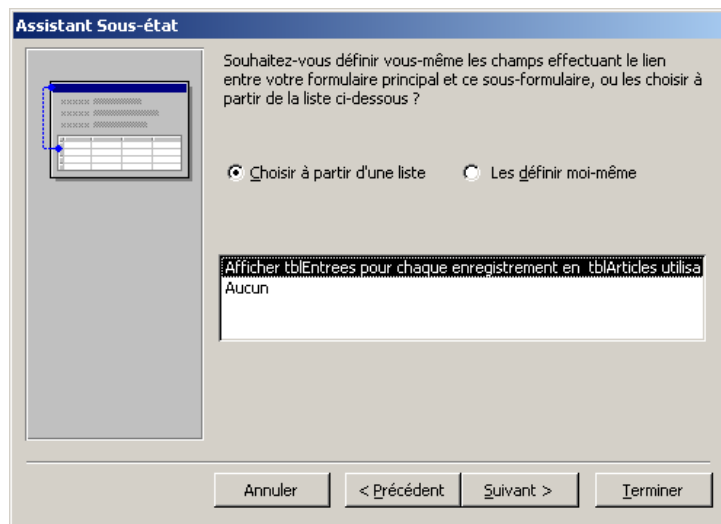 Assistant Sous-état
Souhaitez-vous définir vous-même les champs effectuant le lien
entre votre formulaire principal et ce sous-formulaire, ou les choisir à
partir de la liste ci-dessous ?
Choisir à partir d'une liste
Les définir moi-même
Afficher tblEntrees pour chaque enregistrement en tblArticles utilisa
Aucun
Annuler
< Précédent
Suivant >
Terminer